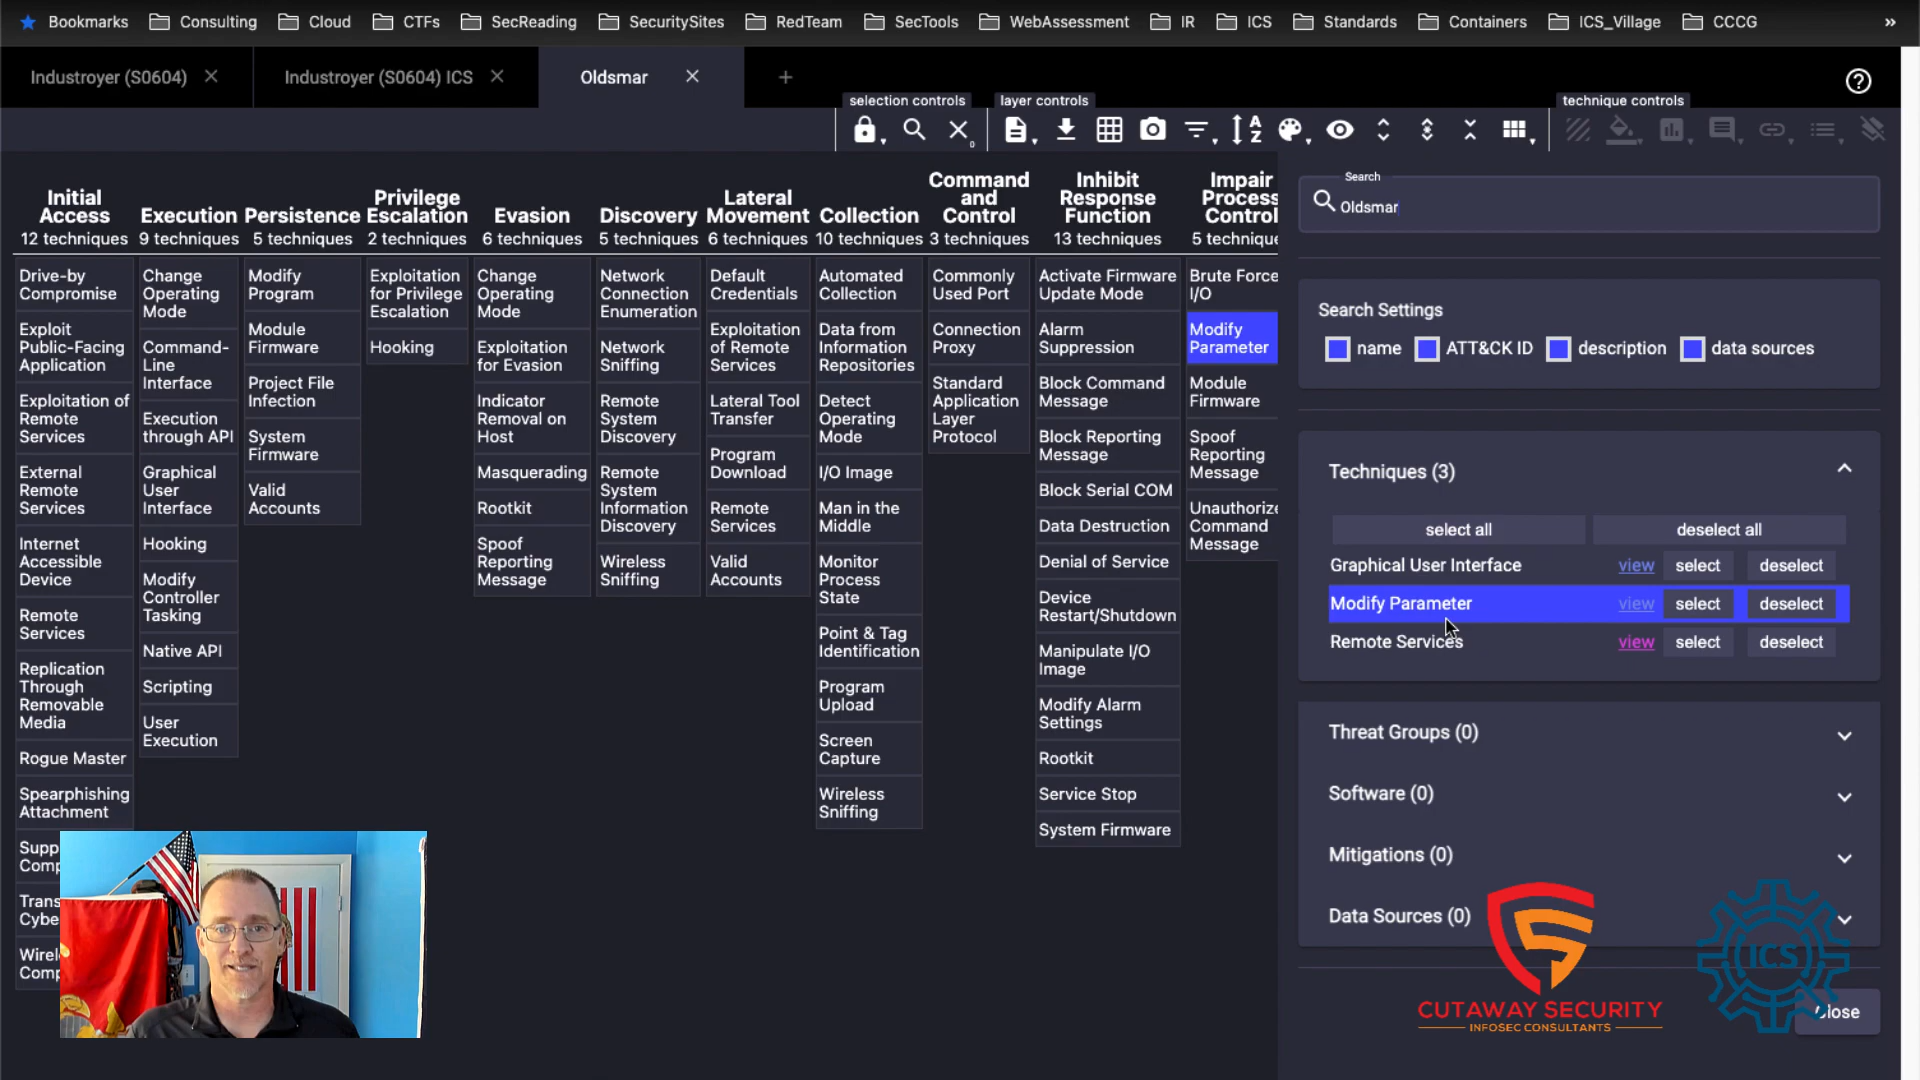 Bookmarks Consulting Cloud CTFs SecReading SecuritySites RedTeam SecTools WebAssessment IR ICS Standards Containers ICS_Village CCCG »
Industroyer (S0604) Industroyer (S0604) ICS Oldsmar
selection controls layer controls technique controls
Initial Access
12 techniques
Drive-by Compromise
Exploit Public-Facing Application
Exploitation of Remote Services
External Remote Services
Internet Accessible Device
Remote Services
Replication Through Removable Media
Rogue Master
Spearphishing Attachment
Supp
Comp
Trans
Cybe
Wirel
Comp
Execution
9 techniques
Change Operating Mode
Command-Line Interface
Execution through API
Graphical User Interface
Hooking
Modify Controller Tasking
Native API
Scripting
User Execution
Persistence
5 techniques
Modify Program
Module Firmware
Project File Infection
System Firmware
Valid Accounts
Privilege Escalation
2 techniques
Exploitation for Privilege Escalation
Hooking
Evasion
6 techniques
Change Operating Mode
Exploitation for Evasion
Indicator Removal on Host
Masquerading
Rootkit
Spoof Reporting Message
Discovery
5 techniques
Network Connection Enumeration
Network Sniffing
Remote System Discovery
Remote System Information Discovery
Wireless Sniffing
Lateral Movement
6 techniques
Default Credentials
Exploitation of Remote Services
Lateral Tool Transfer
Program Download
Remote Services
Valid Accounts
Collection
10 techniques
Automated Collection
Data from Information Repositories
Detect Operating Mode
I/O Image
Man in the Middle
Monitor Process State
Point & Tag Identification
Program Upload
Screen Capture
Wireless Sniffing
Command and Control
3 techniques
Commonly Used Port
Connection Proxy
Standard Application Layer Protocol
Inhibit Response Function
13 techniques
Activate Firmware Update Mode
Alarm Suppression
Block Command Message
Block Reporting Message
Block Serial COM
Data Destruction
Denial of Service
Device Restart/Shutdown
Manipulate I/O Image
Modify Alarm Settings
Rootkit
Service Stop
System Firmware
Impair Process Control
5 technique
Brute Force I/O
Modify Parameter
Module Firmware
Spoof Reporting Message
Unauthorize Command Message
Search
Oldsmar
Search Settings
name ATT&CK ID description data sources
Techniques (3)
select all deselect all
Graphical User Interface view select deselect
Modify Parameter view select deselect
Remote Services view select deselect
Threat Groups (0)
Software (0)
Mitigations (0)
Data Sources (0)
ICS
CUTAWAY SECURITY
INFOSEC CONSULTANTS
Close